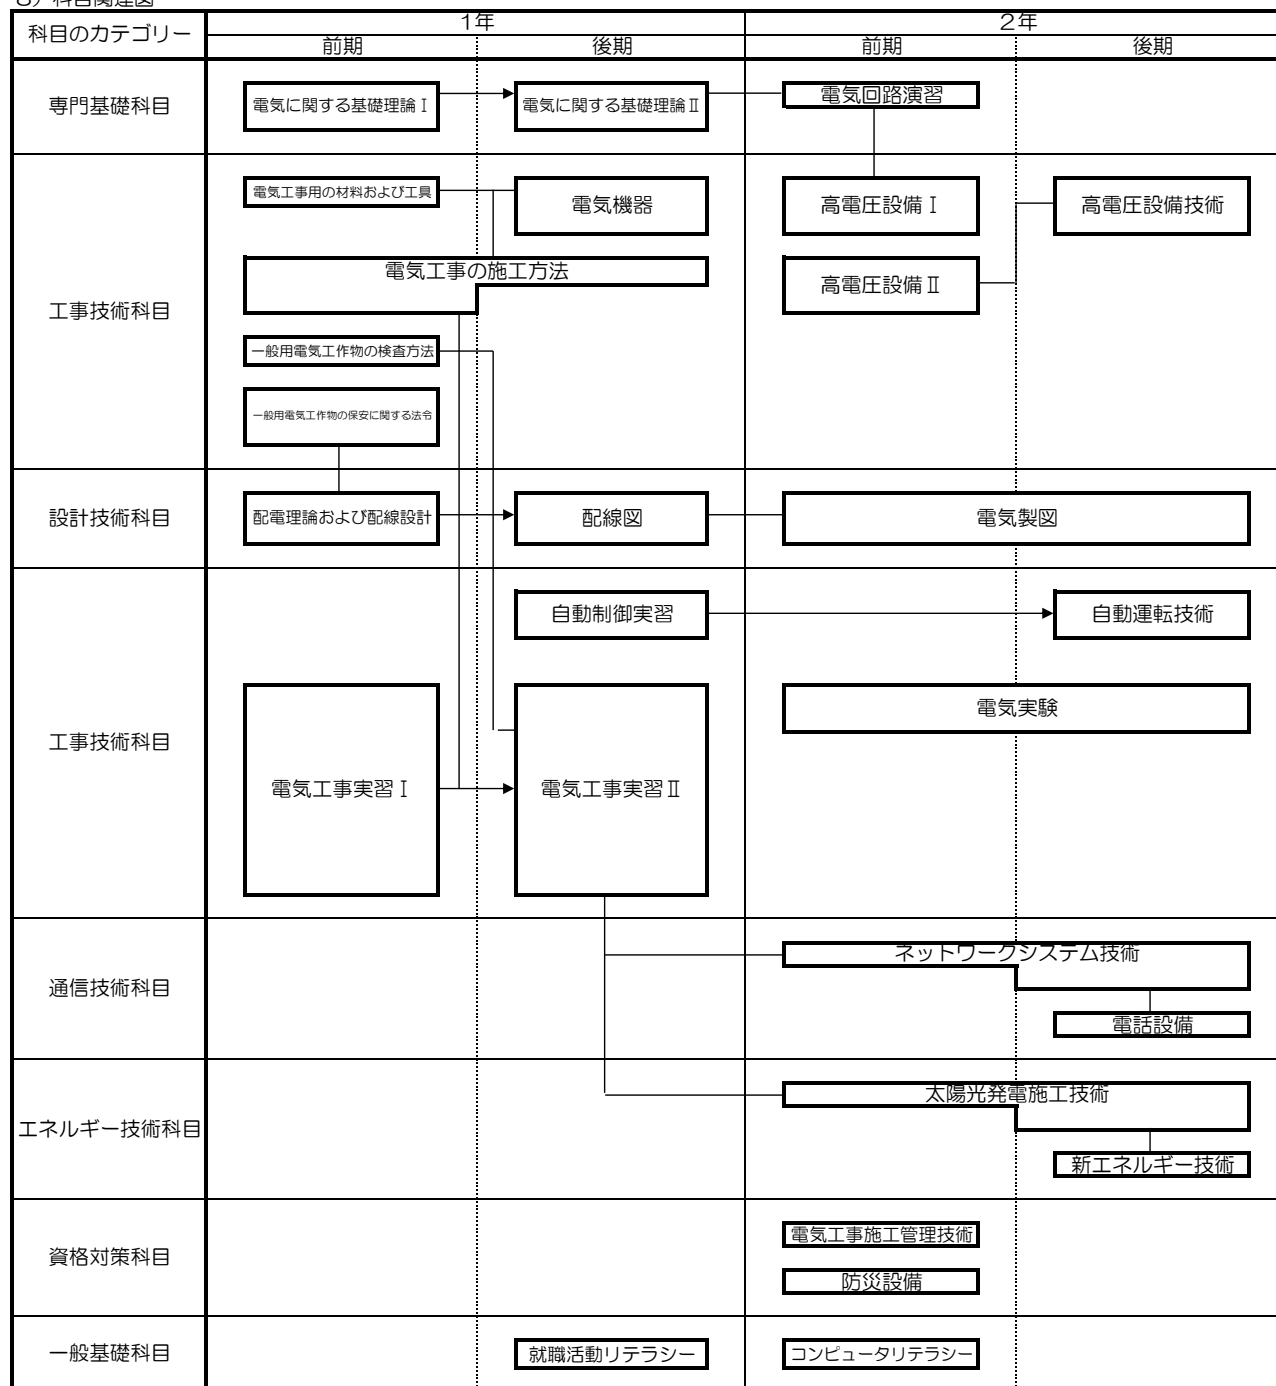 科目のカテゴリー
1年
2年
前期
後期
前期
後期
専門基礎科目
電気に関する基礎理論Ⅰ
電気に関する基礎理論Ⅱ
電気回路演習
工事技術科目
電気工事用の材料および工具
電気機器
高電圧設備Ⅰ
高電圧設備技術
電気工事の施工方法
高電圧設備Ⅱ
一般用電気工作物の検査方法
一般用電気工作物の保安に関する法令
設計技術科目
配電理論および配線設計
配線図
電気製図
工事技術科目
自動制御実習
自動運転技術
電気実験
電気工事実習Ⅰ
電気工事実習Ⅱ
通信技術科目
ネットワークシステム技術
電話設備
エネルギー技術科目
太陽光発電施工技術
新エネルギー技術
資格対策科目
電気工事施工管理技術
防災設備
一般基礎科目
就職活動リテラシー
コンピュータリテラシー